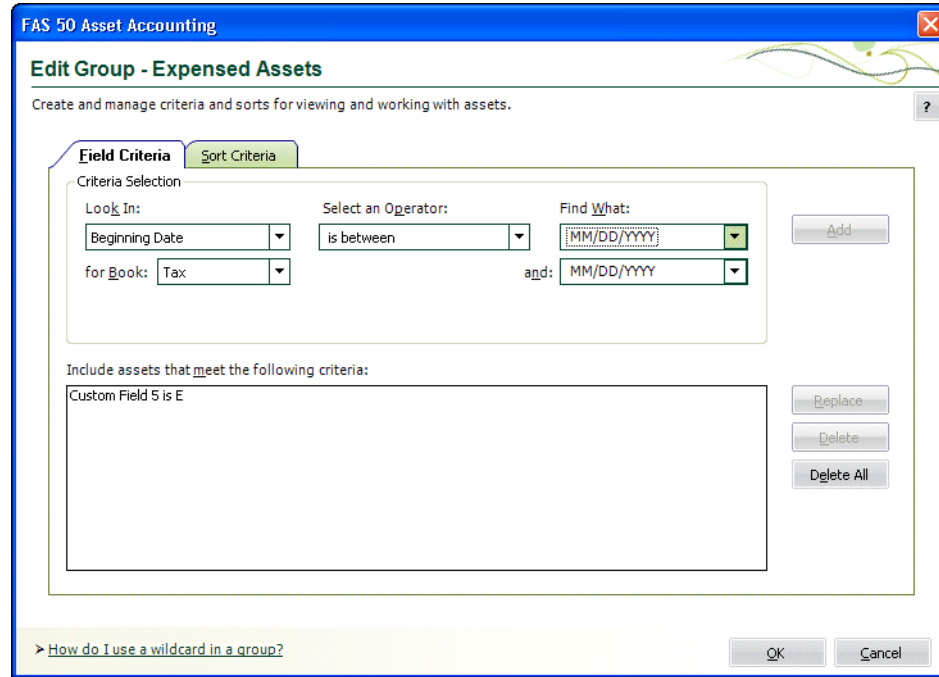 FAS 50 Asset Accounting
Edit Group - Expensed Assets
Create and manage criteria and sorts for viewing and working with assets.
?
Field Criteria Sort Criteria
Criteria Selection
Look In: Select an Operator: Find What:
Beginning Date is between MM/DD/YYYY Add
for Book: Tax and: MM/DD/YYYY
Include assets that meet the following criteria:
Custom Field 5 is E
Replace
Delete
Delete All
How do I use a wildcard in a group?
OK Cancel